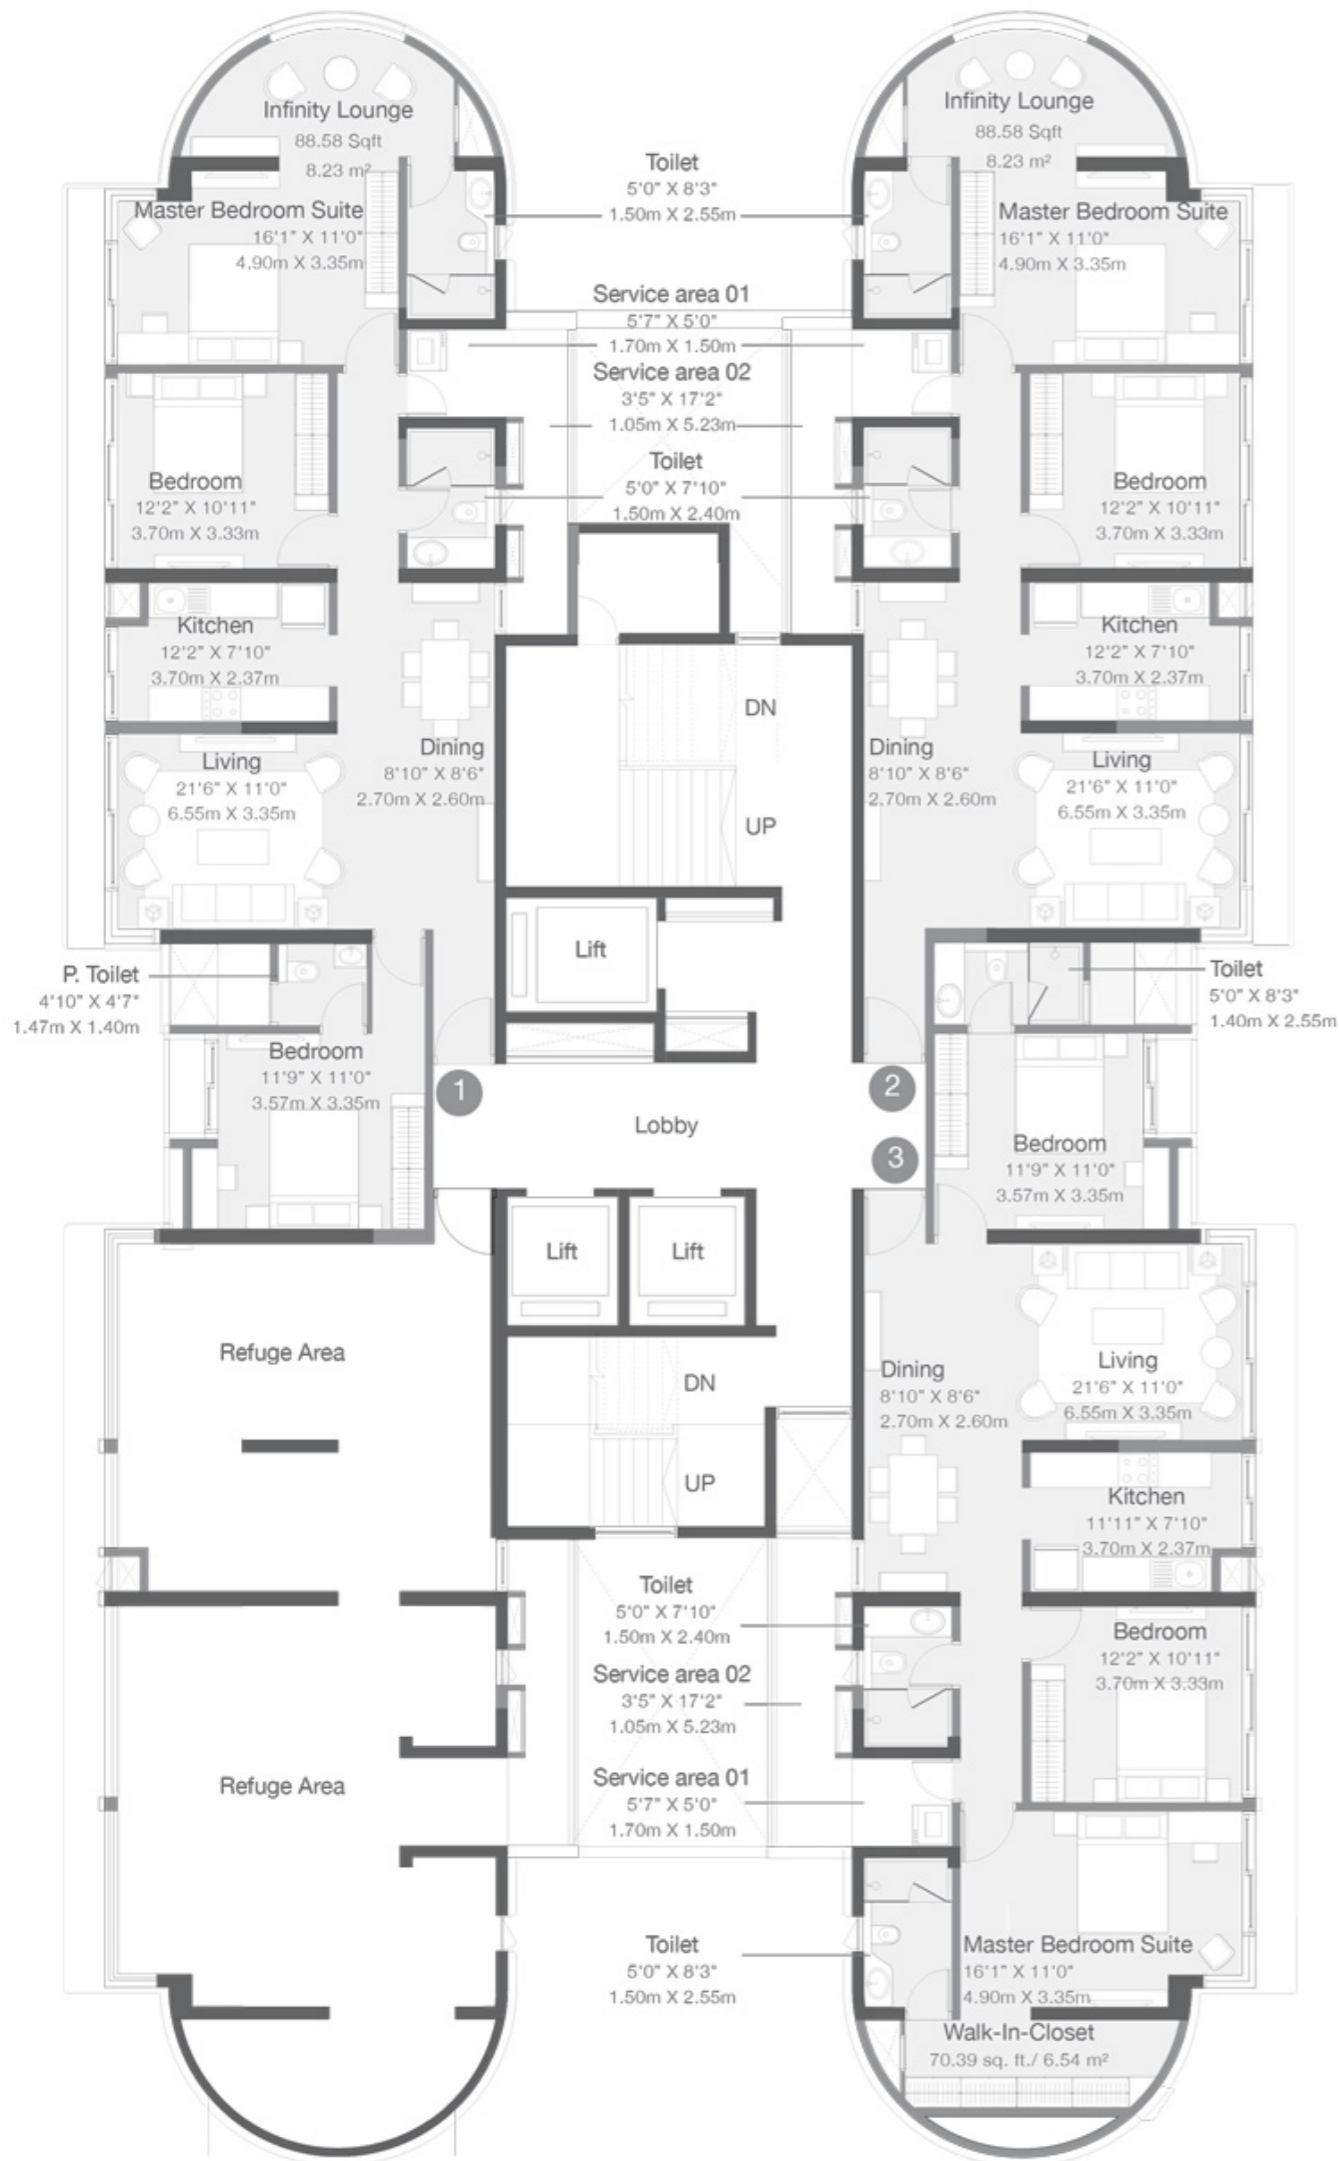 Infinity Lounge
88.58 Sqft
8.23 m²
Infinity Lounge
88.58 Sqft
8.23 m²
Toilet
5'0" X 8'3"
1.50m X 2.55m
Master Bedroom Suite
16'1" X 11'0"
4.90m X 3.35m
Master Bedroom Suite
16'1" X 11'0"
4.90m X 3.35m
Service area 01
5'7" X 5'0"
1.70m X 1.50m
Service area 02
3'5" X 17'2"
1.05m X 5.23m
Toilet
5'0" X 7'10"
1.50m X 2.40m
Bedroom
12'2" X 10'11"
3.70m X 3.33m
Bedroom
12'2" X 10'11"
3.70m X 3.33m
Kitchen
12'2" X 7'10"
3.70m X 2.37m
Kitchen
12'2" X 7'10"
3.70m X 2.37m
DN
UP
Living
21'6" X 11'0"
6.55m X 3.35m
Dining
8'10" X 8'6"
2.70m X 2.60m
Dining
8'10" X 8'6"
2.70m X 2.60m
Living
21'6" X 11'0"
6.55m X 3.35m
Lift
P. Toilet
4'10" X 4'7"
1.47m X 1.40m
Toilet
5'0" X 8'3"
1.40m X 2.55m
Bedroom
11'9" X 11'0"
3.57m X 3.35m
1
2
Lobby
3
Bedroom
11'9" X 11'0"
3.57m X 3.35m
Lift
Lift
Refuge Area
DN
UP
Dining
8'10" X 8'6"
2.70m X 2.60m
Living
21'6" X 11'0"
6.55m X 3.35m
Kitchen
11'11" X 7'10"
3.70m X 2.37m
Toilet
5'0" X 7'10"
1.50m X 2.40m
Bedroom
12'2" X 10'11"
3.70m X 3.33m
Service area 02
3'5" X 17'2"
1.05m X 5.23m
Refuge Area
Service area 01
5'7" X 5'0"
1.70m X 1.50m
Toilet
5'0" X 8'3"
1.50m X 2.55m
Master Bedroom Suite
16'1" X 11'0"
4.90m X 3.35m
Walk-In-Closet
70.39 sq. ft./ 6.54 m²